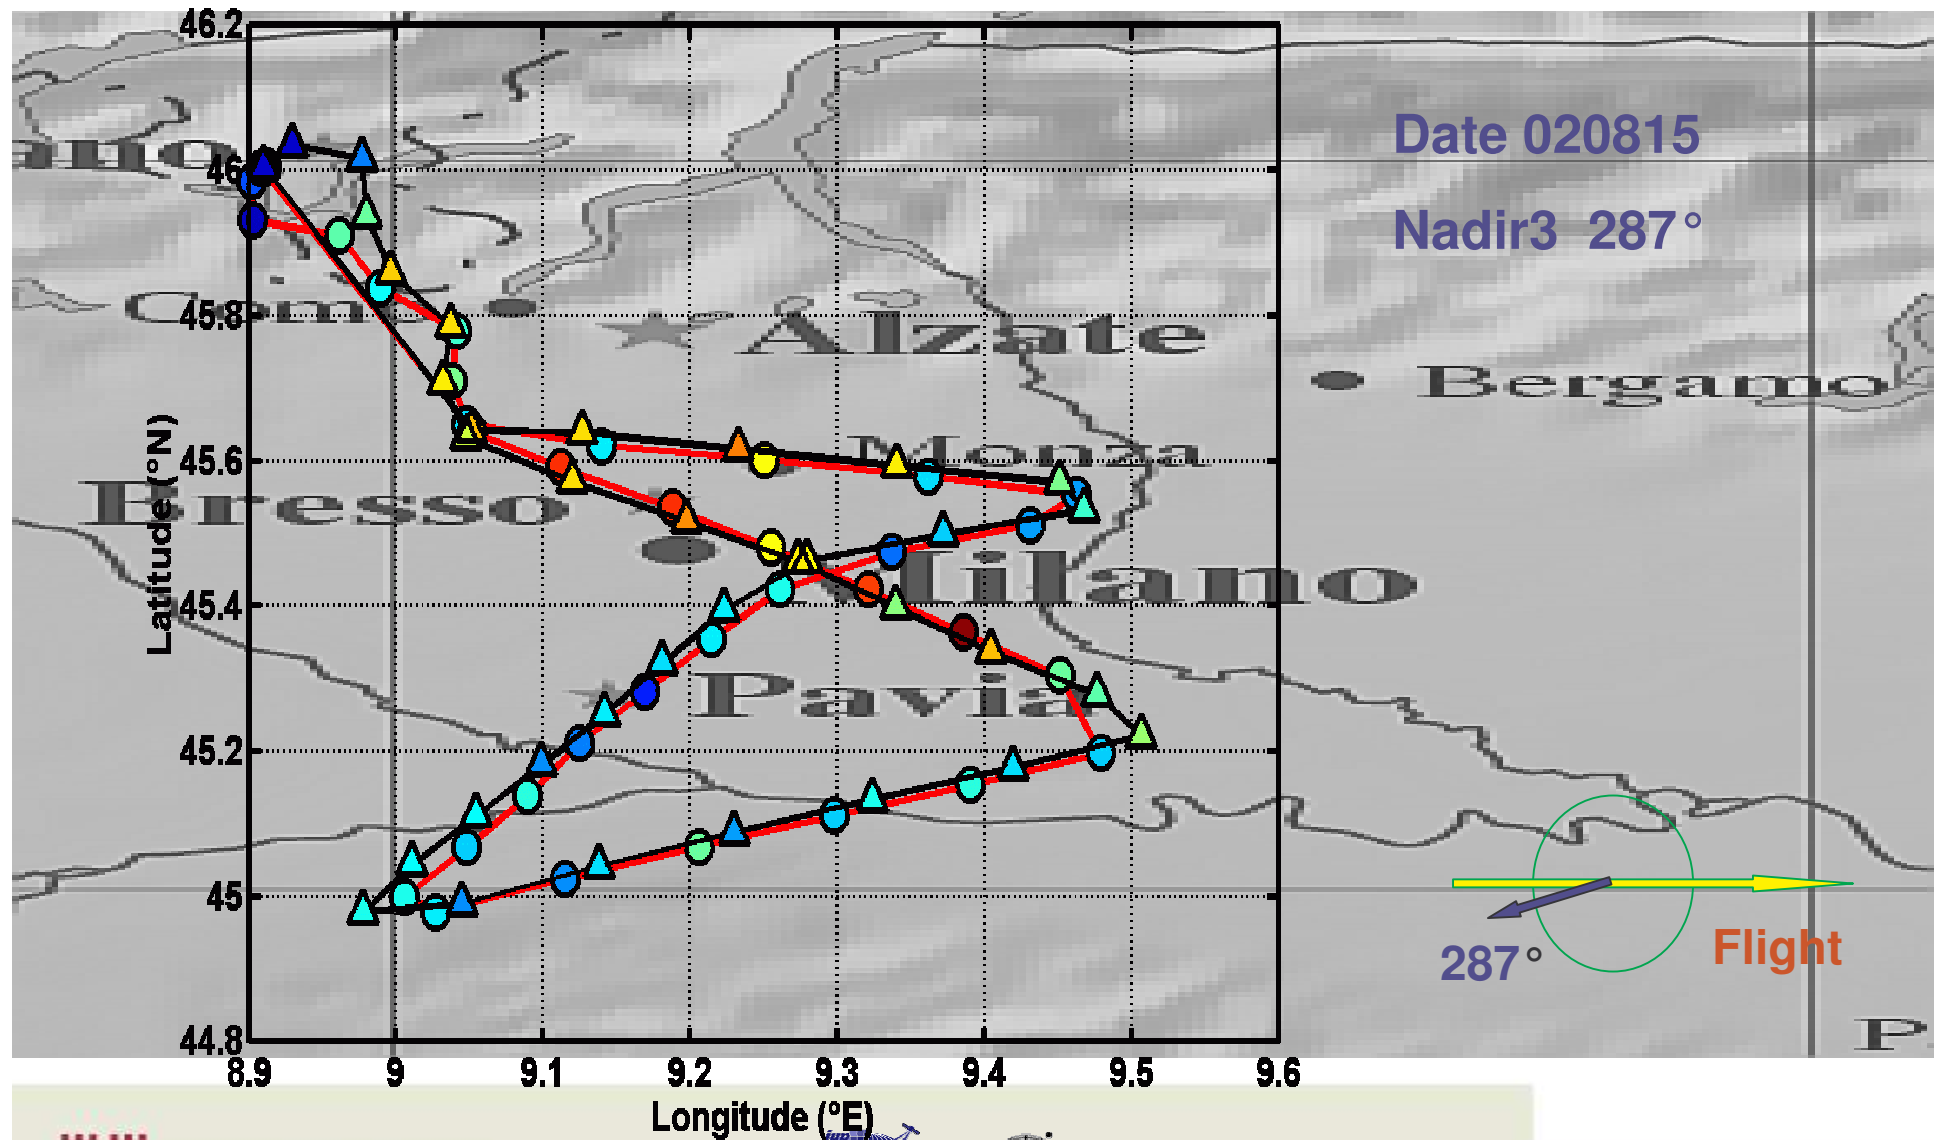 46.2
46
45.8
45.6
45.4
45.2
45
44.8
8.9 9 9.1 9.2 9.3 9.4 9.5 9.6
Latitude (°N)
Longitude (ºE)
Date 020815
Nadir3 287°
Como
Alzate
Bergamo
Monza
Bresso
Milano
Pavia
287°
Flight
P